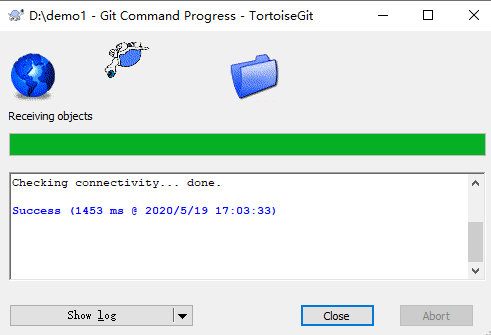 D:\demo1 - Git Command Progress - TortoiseGit
Receiving objects
Checking connectivity... done.
Success (1453 ms @ 2020/5/19 17:03:33)
Show log
Close
Abort